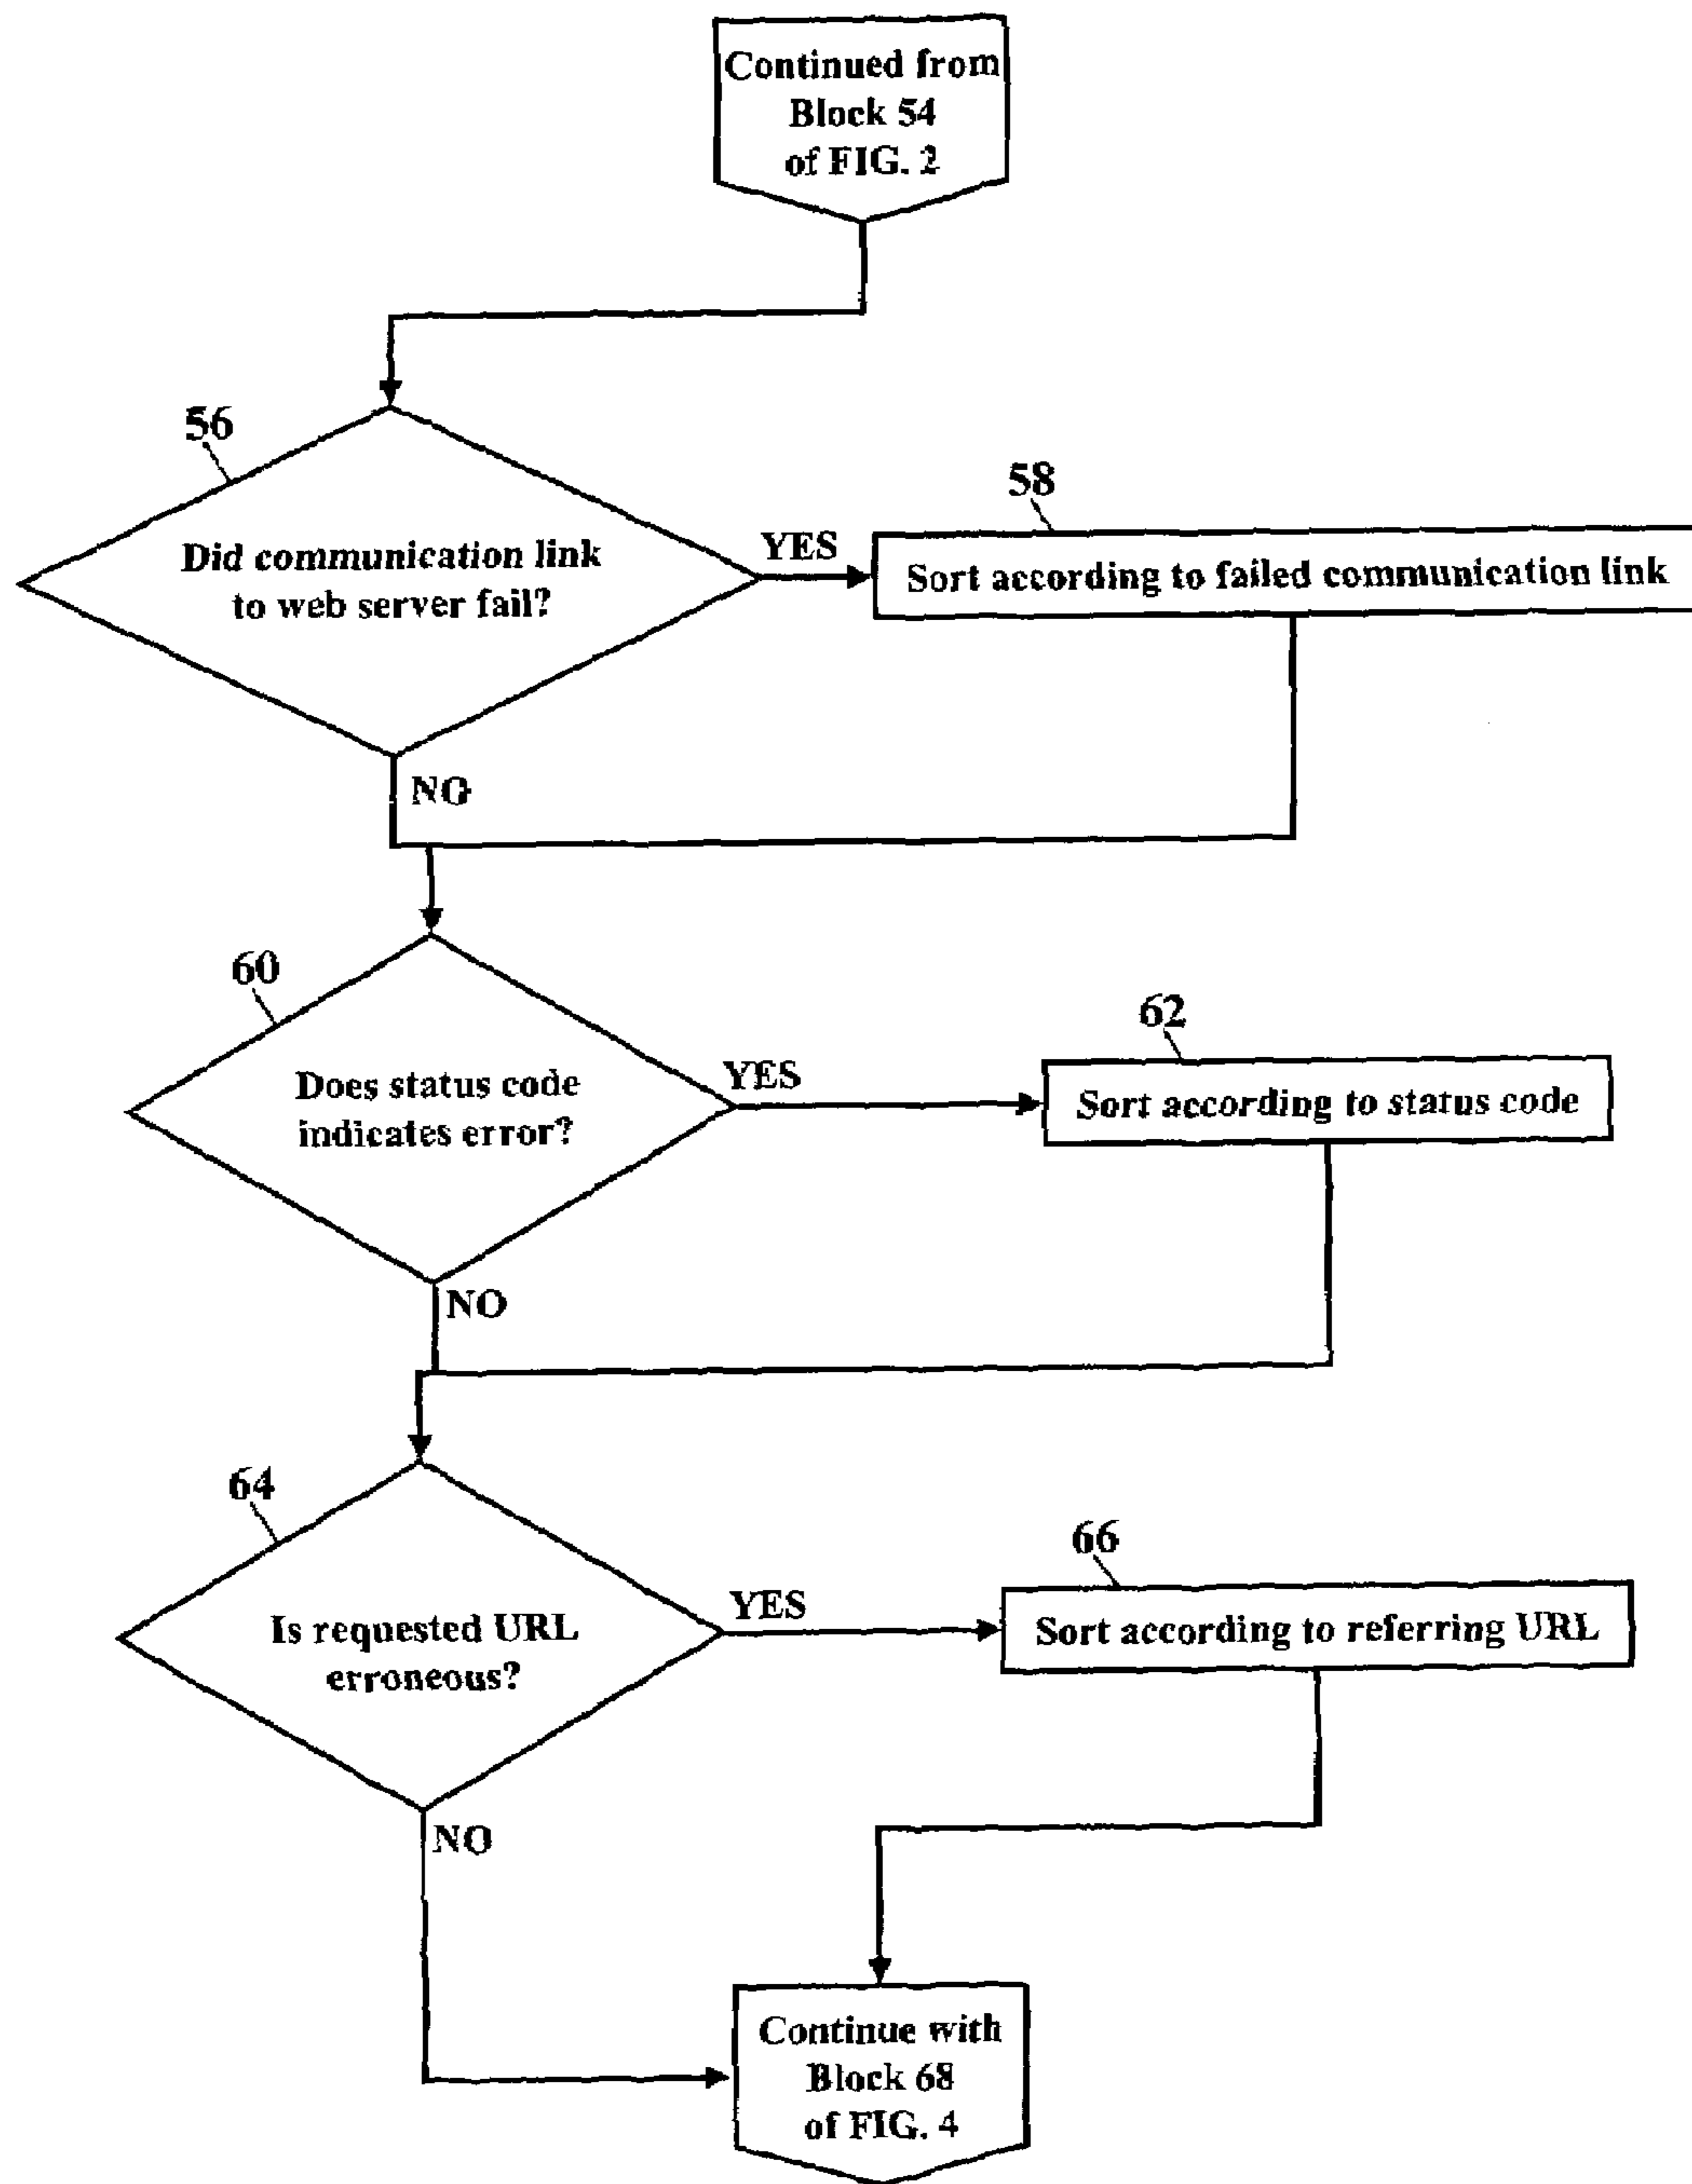 Continued from
Block 54
of FIG. 2
56
Did communication link
to web server fail?
YES
58
Sort according to failed communication link
NO
60
Does status code
indicates error?
YES
62
Sort according to status code
NO
64
Is requested URL
erroneous?
YES
66
Sort according to referring URL
NO
Continue with
Block 68
of FIG. 4